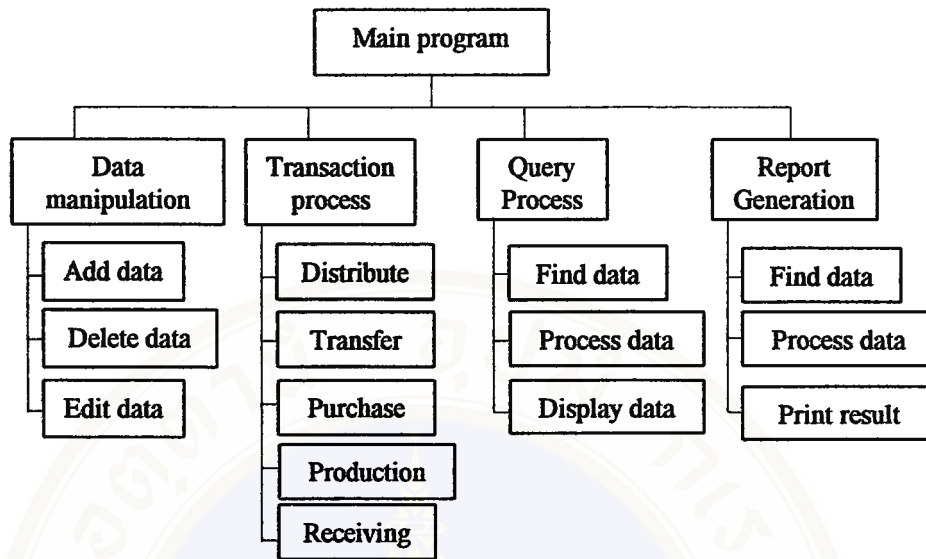 Main program
Data
manipulation
Add data
Delete data
Edit data
Transaction
process
Distribute
Transfer
Purchase
Production
Receiving
Query
Process
Find data
Process data
Display data
Report
Generation
Find data
Process data
Print result